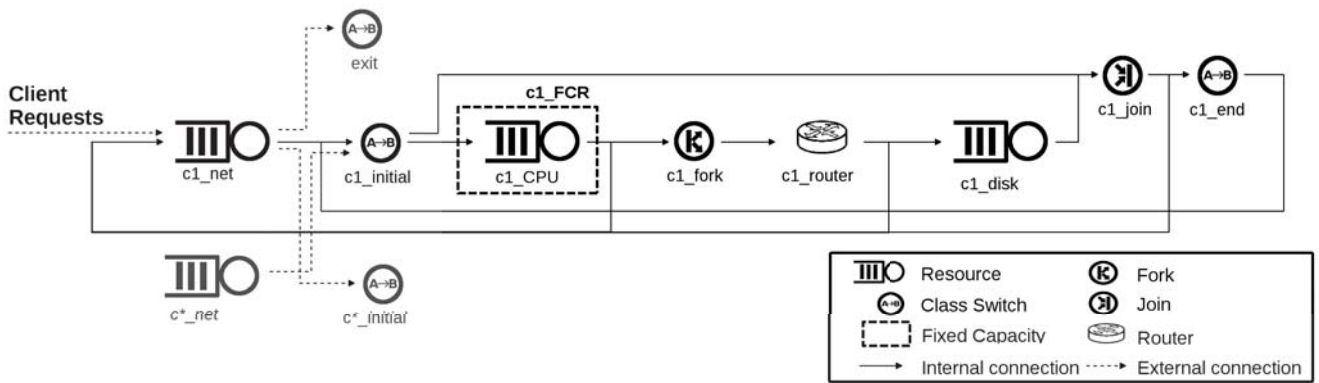 A→B
exit
Client
Requests
c1_FCR
c1_net
A→B
c1_initial
c1_CPU
c1_fork
c1_router
c1_disk
c1_join
A→B
c1_end
c*_net
A→B
c*_initial
Resource
Fork
A→B
Class Switch
Join
Fixed Capacity
Router
Internal connection
External connection